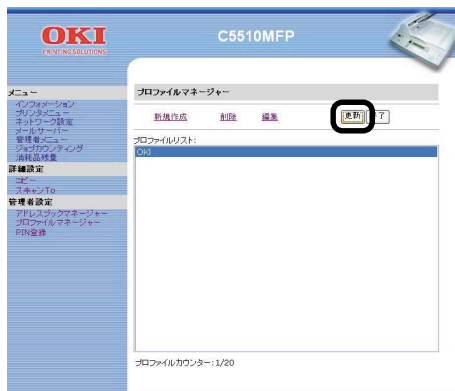 OKI
PRINTING SOLUTIONS
C5510MFP
メニュー
インフォメーション
プリンタメニュー
ネットワーク設定
メールサーバー
管理者メニュー
ジョブカウンティング
消耗品残量
詳細設定
コピー
スキャンTo
管理者設定
アドレスブックマネージャー
プロファイルマネージャー
PIN登録
プロファイルマネージャー
新規作成 削除 編集 更新 終了
プロファイルリスト:
OKI
プロファイルカウンター:1/20